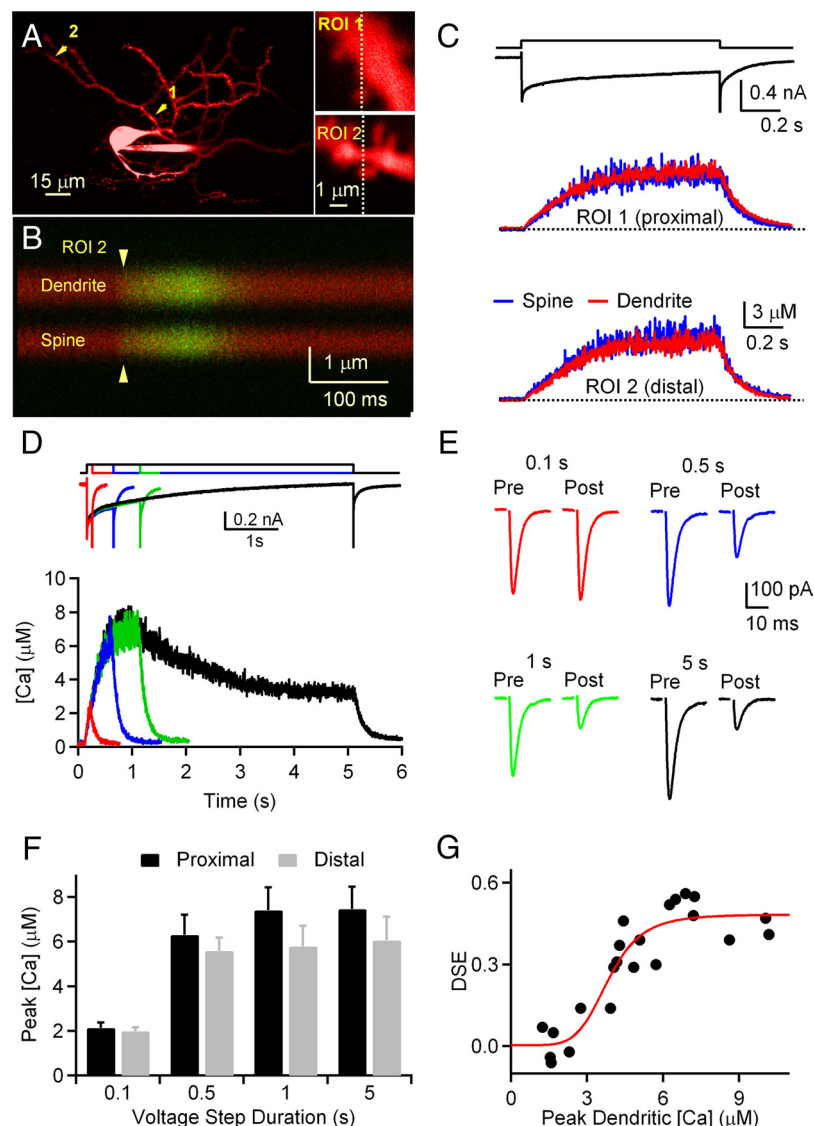 A
2
1
15 μm
ROI 1
ROI 2
1 μm
B
ROI 2
Dendrite
Spine
1 μm
100 ms
C
0.4 nA
0.2 s
ROI 1 (proximal)
Spine
Dendrite
3 μM
0.2 s
ROI 2 (distal)
D
0.2 nA
1s
10
8
6
4
2
0
[Ca] (μM)
0 1 2 3 4 5 6
Time (s)
E
0.1 s
Pre Post
0.5 s
Pre Post
100 pA
10 ms
1 s
Pre Post
5 s
Pre Post
F
Proximal
Distal
8
6
4
2
0
Peak [Ca] (μM)
0.1 0.5 1 5
Voltage Step Duration (s)
G
0.6
0.3
0.0
DSE
0 3 6 9
Peak Dendritic [Ca] (μM)